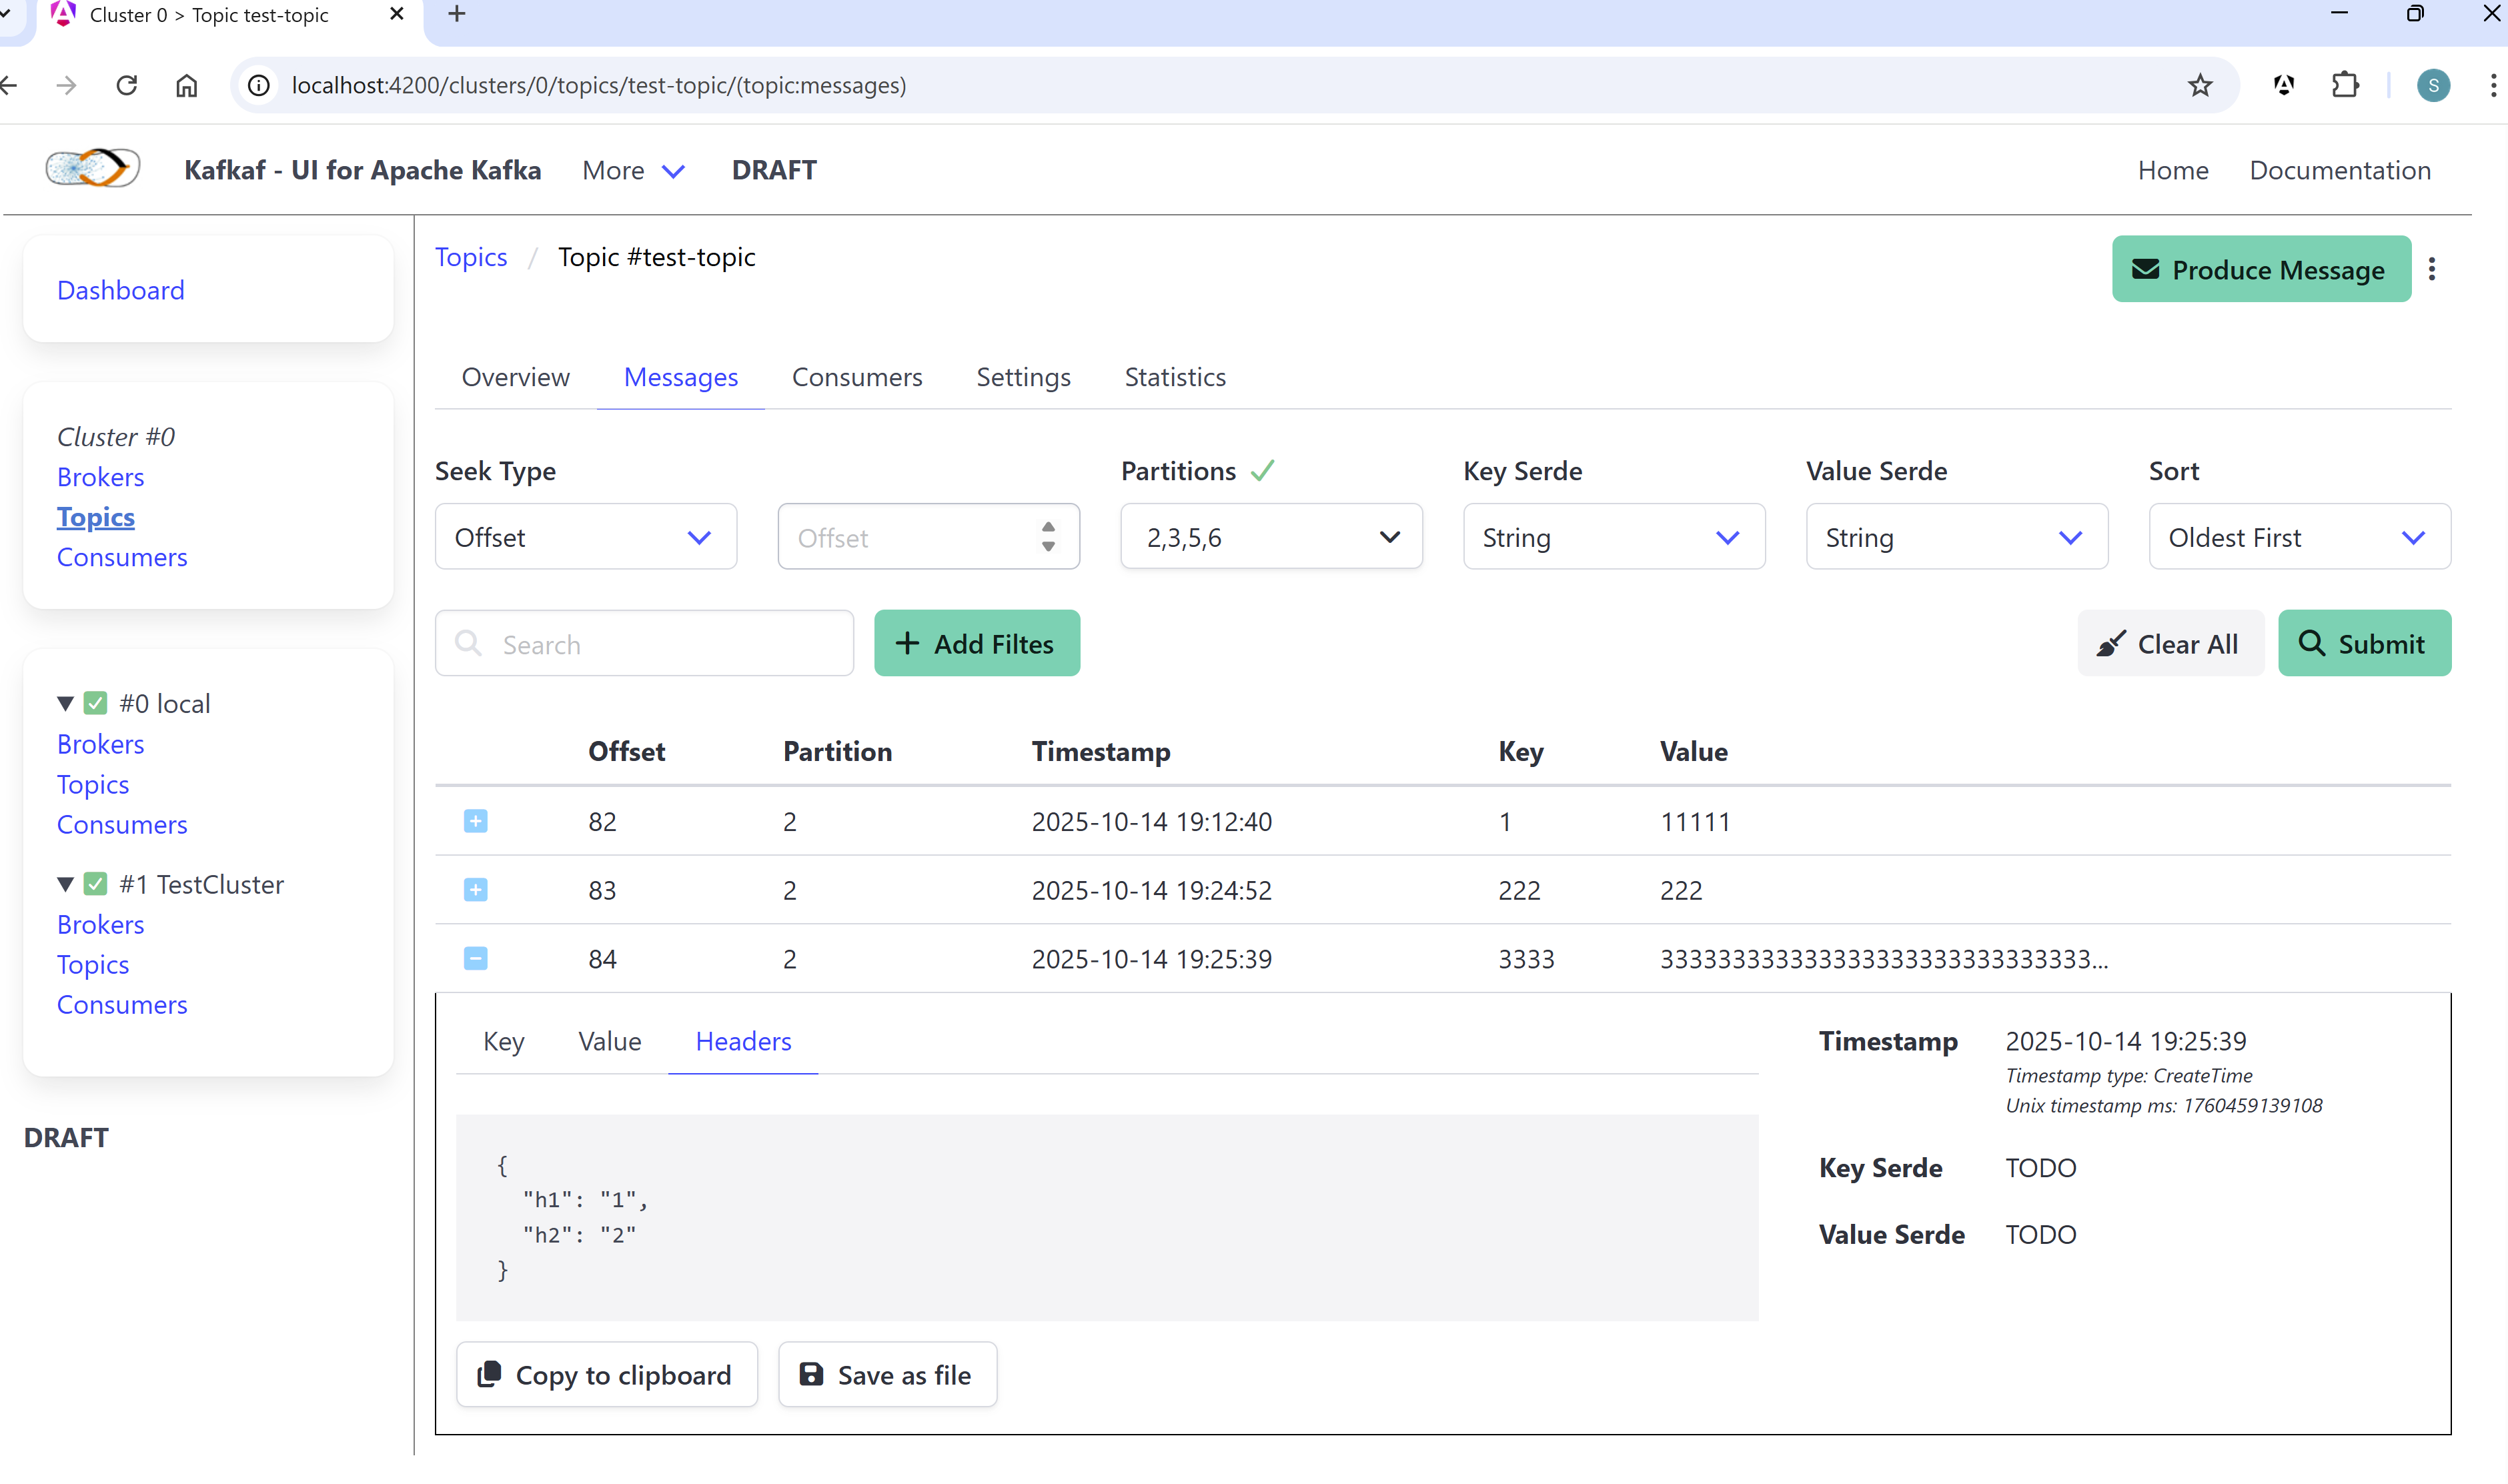 Cluster 0 > Topic test-topic
localhost:4200/clusters/0/topics/test-topic/(topic:messages)
S
Kafkaf - UI for Apache Kafka More DRAFT Home Documentation
Dashboard
Cluster #0
Brokers
Topics
Consumers
#0 local
Brokers
Topics
Consumers
#1 TestCluster
Brokers
Topics
Consumers
DRAFT
Topics / Topic #test-topic
Produce Message
Overview Messages Consumers Settings Statistics
Seek Type Partitions Key Serde Value Serde Sort
Offset Offset 2,3,5,6 String String Oldest First
Search Add Filtes Clear All Submit
Offset Partition Timestamp Key Value
82 2 2025-10-14 19:12:40 1 11111
83 2 2025-10-14 19:24:52 222 222
84 2 2025-10-14 19:25:39 3333 333333333333333333333333333333...
Key Value Headers
{
"h1": "1",
"h2": "2"
}
Copy to clipboard Save as file
Timestamp 2025-10-14 19:25:39
Timestamp type: CreateTime
Unix timestamp ms: 1760459139108
Key Serde TODO
Value Serde TODO